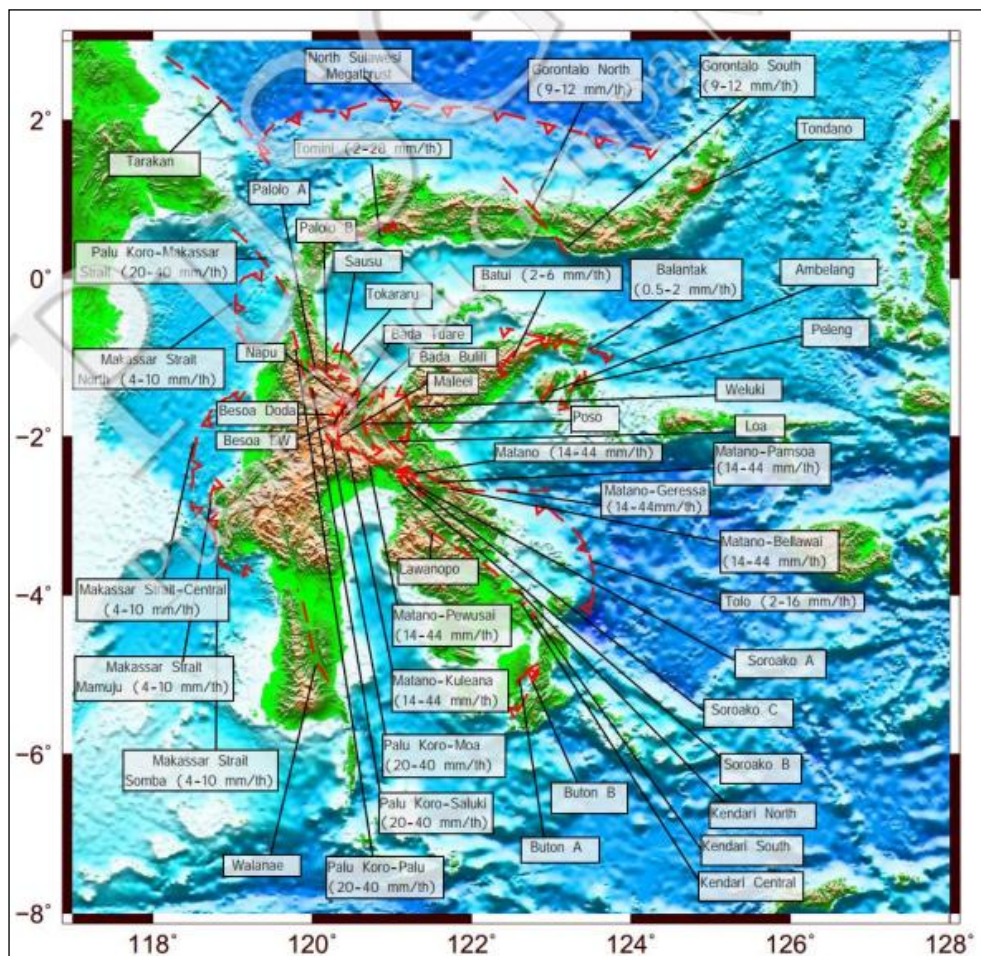 North Sulawesi
Megathrust
Gorontalo North
(9-12 mm/th)
Gorontalo South
(9-12 mm/th)
2°
Tarakan
Tomini (2-28 mm/th)
Tondano
Palolo A
Palolo B
Sausu
Palu Koro-Makassar
Strait (20-40 mm/th)
Tokararu
Batui (2-6 mm/th)
Balantak
(0.5-2 mm/th)
Ambelang
0°
Peleng
Bada Tuare
Makassar Strait
North (4-10 mm/th)
Napu
Bada Bulili
Malei
Weluki
Besoa Doda
Poso
Loa
−2°
Besoa TW
Matano (14-44 mm/th)
Matano-Pamsoa
(14-44 mm/th)
Matano-Geressa
(14-44mm/th)
Matano-Bellawai
(14-44 mm/th)
Lawanopo
Makassar Strait-Central
(4-10 mm/th)
Matano-Pewusai
(14-44 mm/th)
Tolo (2-16 mm/th)
−4°
Soroako A
Makassar Strait
Mamuju (4-10 mm/th)
Matano-Kuleana
(14-44 mm/th)
Soroako C
Makassar Strait
Somba (4-10 mm/th)
Palu Koro-Moa
(20-40 mm/th)
Soroako B
−6°
Buton B
Palu Koro-Saluki
(20-40 mm/th)
Kendari North
Buton A
Kendari South
Walanae
Palu Koro-Palu
(20-40 mm/th)
Kendari Central
−8°
118° 120° 122° 124° 126° 128°